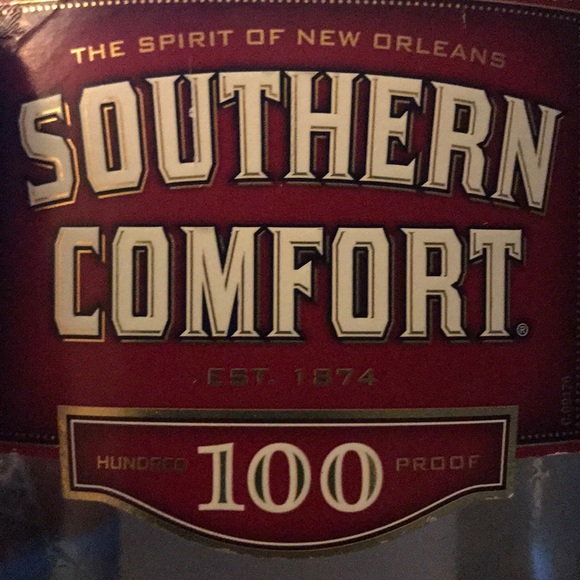 THE SPIRIT OF NEW ORLEANS
SOUTHERN
COMFORT®
EST. 1874
HUNDRED 100 PROOF